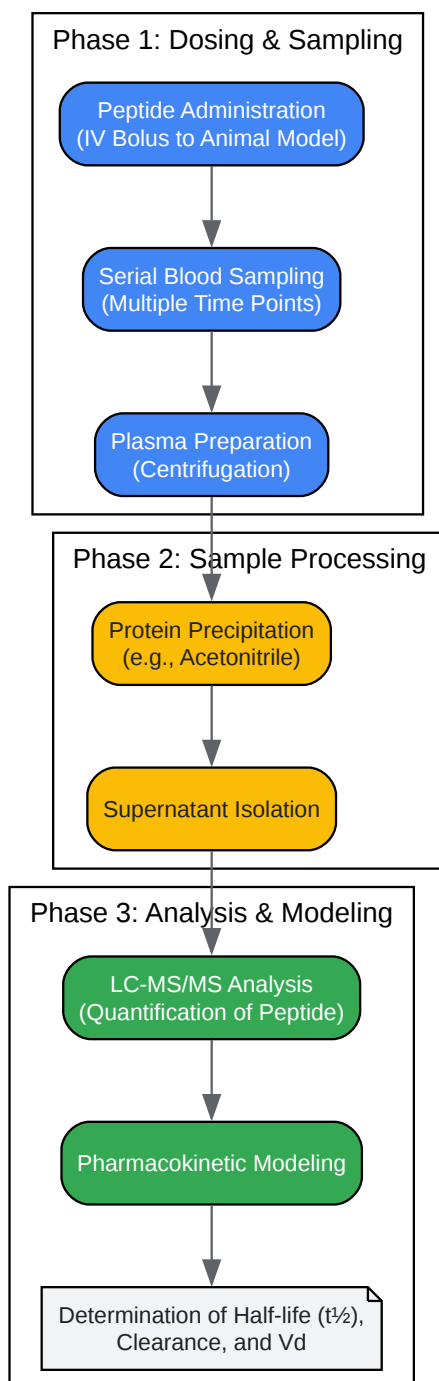 Phase 1: Dosing & Sampling
Peptide Administration
(IV Bolus to Animal Model)
Serial Blood Sampling
(Multiple Time Points)
Plasma Preparation
(Centrifugation)
Phase 2: Sample Processing
Protein Precipitation
(e.g., Acetonitrile)
Supernatant Isolation
Phase 3: Analysis & Modeling
LC-MS/MS Analysis
(Quantification of Peptide)
Pharmacokinetic Modeling
Determination of Half-life (t½),
Clearance, and Vd